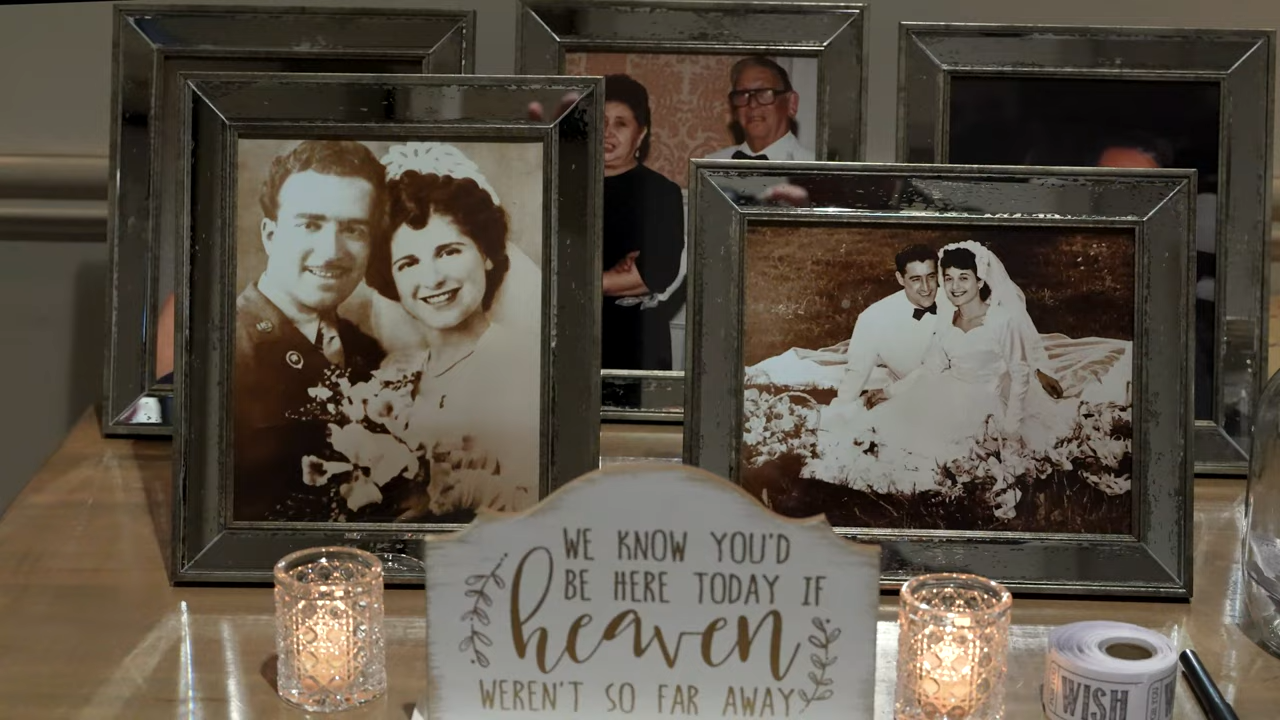 WE KNOW YOU'D
BE HERE TODAY IF
heaven
WEREN'T SO FAR AWAY
WISH